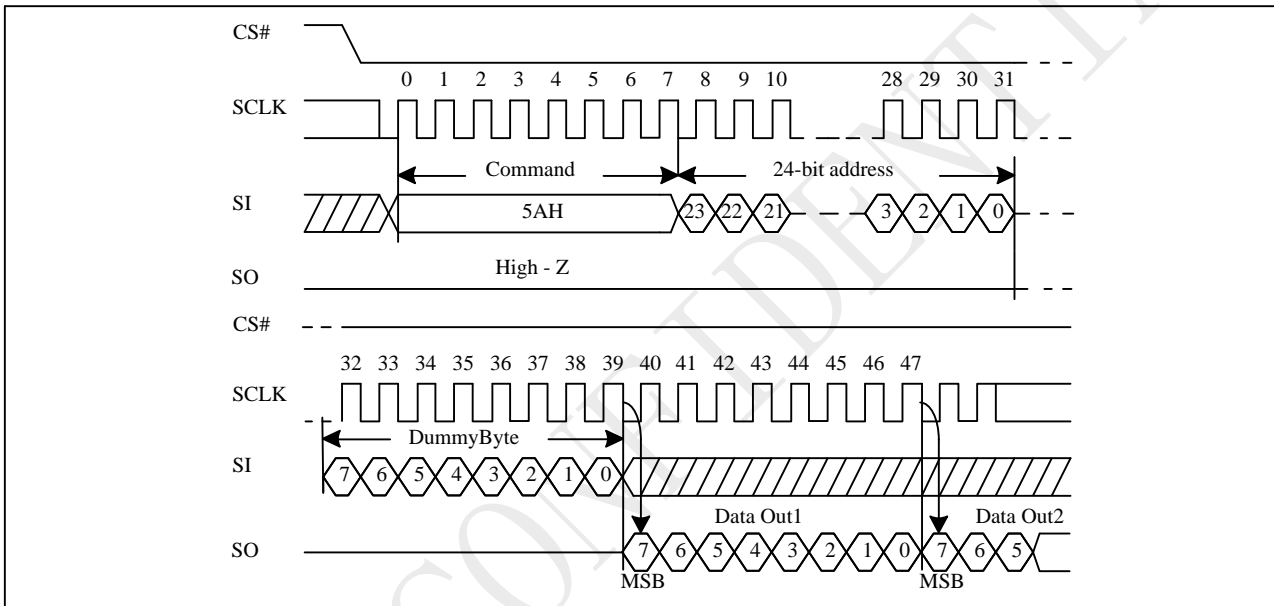 CS#
0 1 2 3 4 5 6 7 8 9 10 28 29 30 31
SCLK
Command 24-bit address
SI 5AH 23 22 21 3 2 1 0
High - Z
SO
CS#
32 33 34 35 36 37 38 39 40 41 42 43 44 45 46 47
SCLK
DummyByte
SI 7 6 5 4 3 2 1 0
Data Out1 Data Out2
SO 7 6 5 4 3 2 1 0 7 6 5
MSB MSB
CONFIDENTIAL